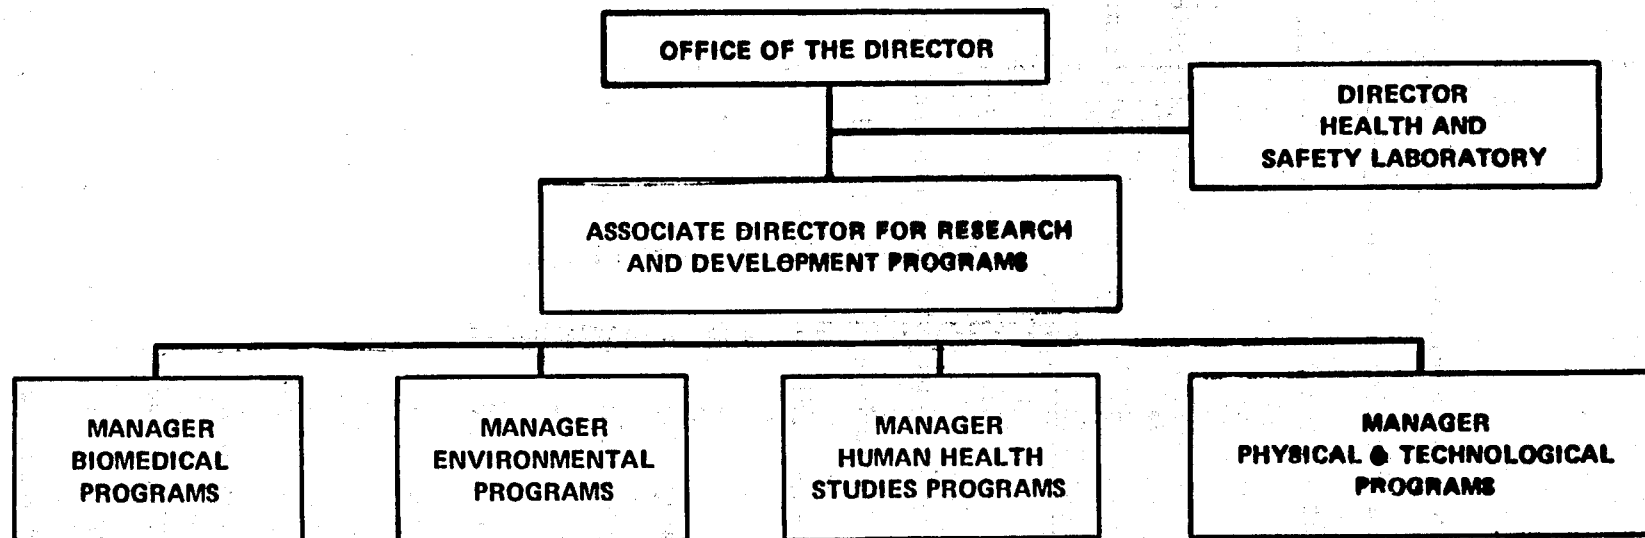 OFFICE OF THE DIRECTOR
DIRECTOR
HEALTH AND
SAFETY LABORATORY
ASSOCIATE DIRECTOR FOR RESEARCH
AND DEVELOPMENT PROGRAMS
MANAGER
BIOMEDICAL
PROGRAMS
MANAGER
ENVIRONMENTAL
PROGRAMS
MANAGER
HUMAN HEALTH
STUDIES PROGRAMS
MANAGER
PHYSICAL & TECHNOLOGICAL
PROGRAMS